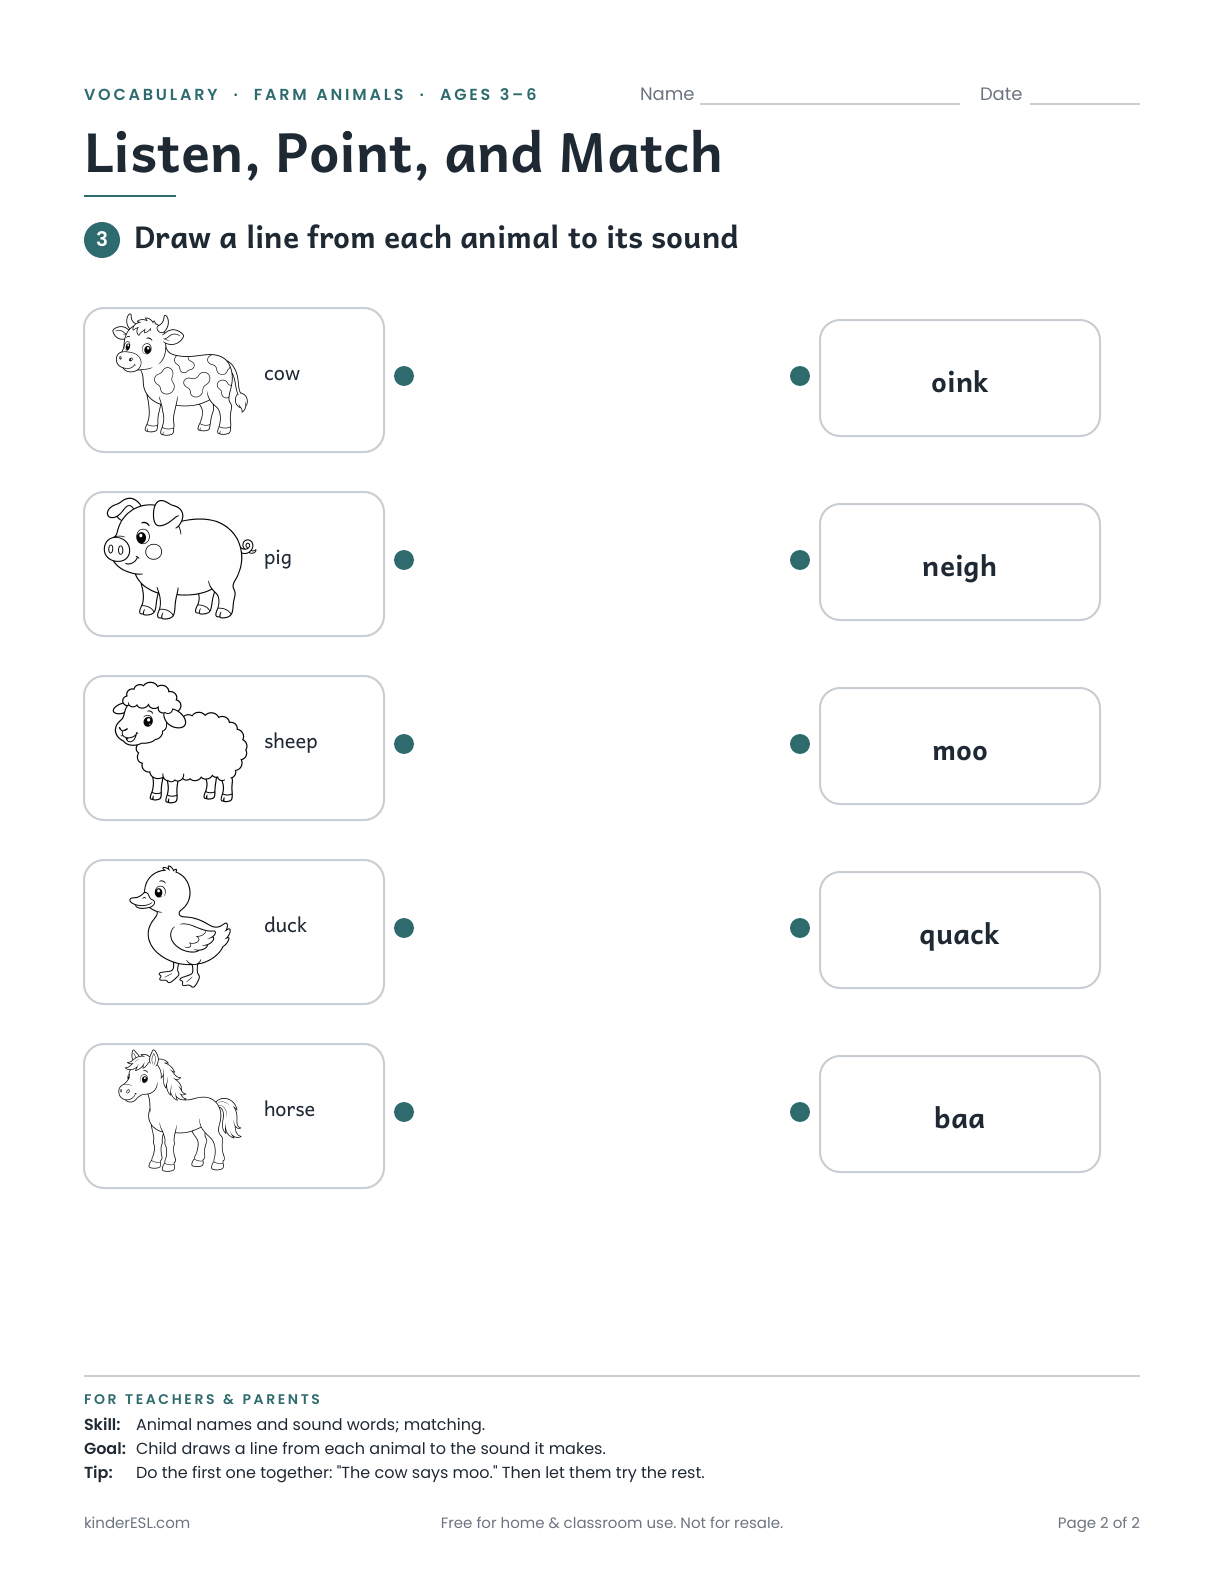 VOCABULARY · FARM ANIMALS · AGES 3–6
Name
Date
Listen, Point, and Match
3 Draw a line from each animal to its sound
cow
oink
pig
neigh
sheep
moo
duck
quack
horse
baa
FOR TEACHERS & PARENTS
Skill: Animal names and sound words; matching.
Goal: Child draws a line from each animal to the sound it makes.
Tip: Do the first one together: "The cow says moo." Then let them try the rest.
kinderESL.com
Free for home & classroom use. Not for resale.
Page 2 of 2